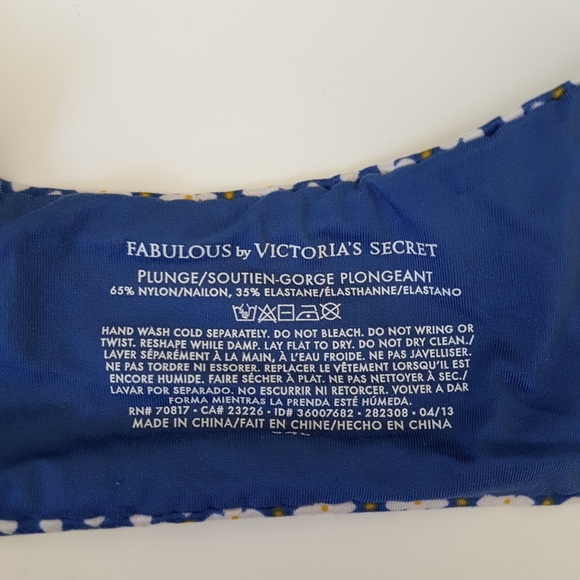 FABULOUS by VICTORIA'S SECRET
PLUNGE/SOUTIEN-GORGE PLONGEANT
65% NYLON/NAILON, 35% ELASTANE/ÉLASTHANNE/ELASTANO
HAND WASH COLD SEPARATELY. DO NOT BLEACH. DO NOT WRING OR
TWIST. RESHAPE WHILE DAMP. LAY FLAT TO DRY. DO NOT DRY CLEAN./
LAVER SÉPARÉMENT À LA MAIN, À L'EAU FROIDE. NE PAS JAVELLISER.
NE PAS TORDRE NI ESSORER. REPLACER LE VÊTEMENT LORSQU'IL EST
ENCORE HUMIDE. FAIRE SÉCHER À PLAT. NE PAS NETTOYER À SEC./
LAVAR POR SEPARADO. NO ESCURRIR NI RETORCER. VOLVER A DAR
FORMA MIENTRAS LA PRENDA ESTÉ HÚMEDA.
RN# 70817 • CA# 23226 • ID# 36007682 • 282308 • 04/13
MADE IN CHINA/FAIT EN CHINE/HECHO EN CHINA